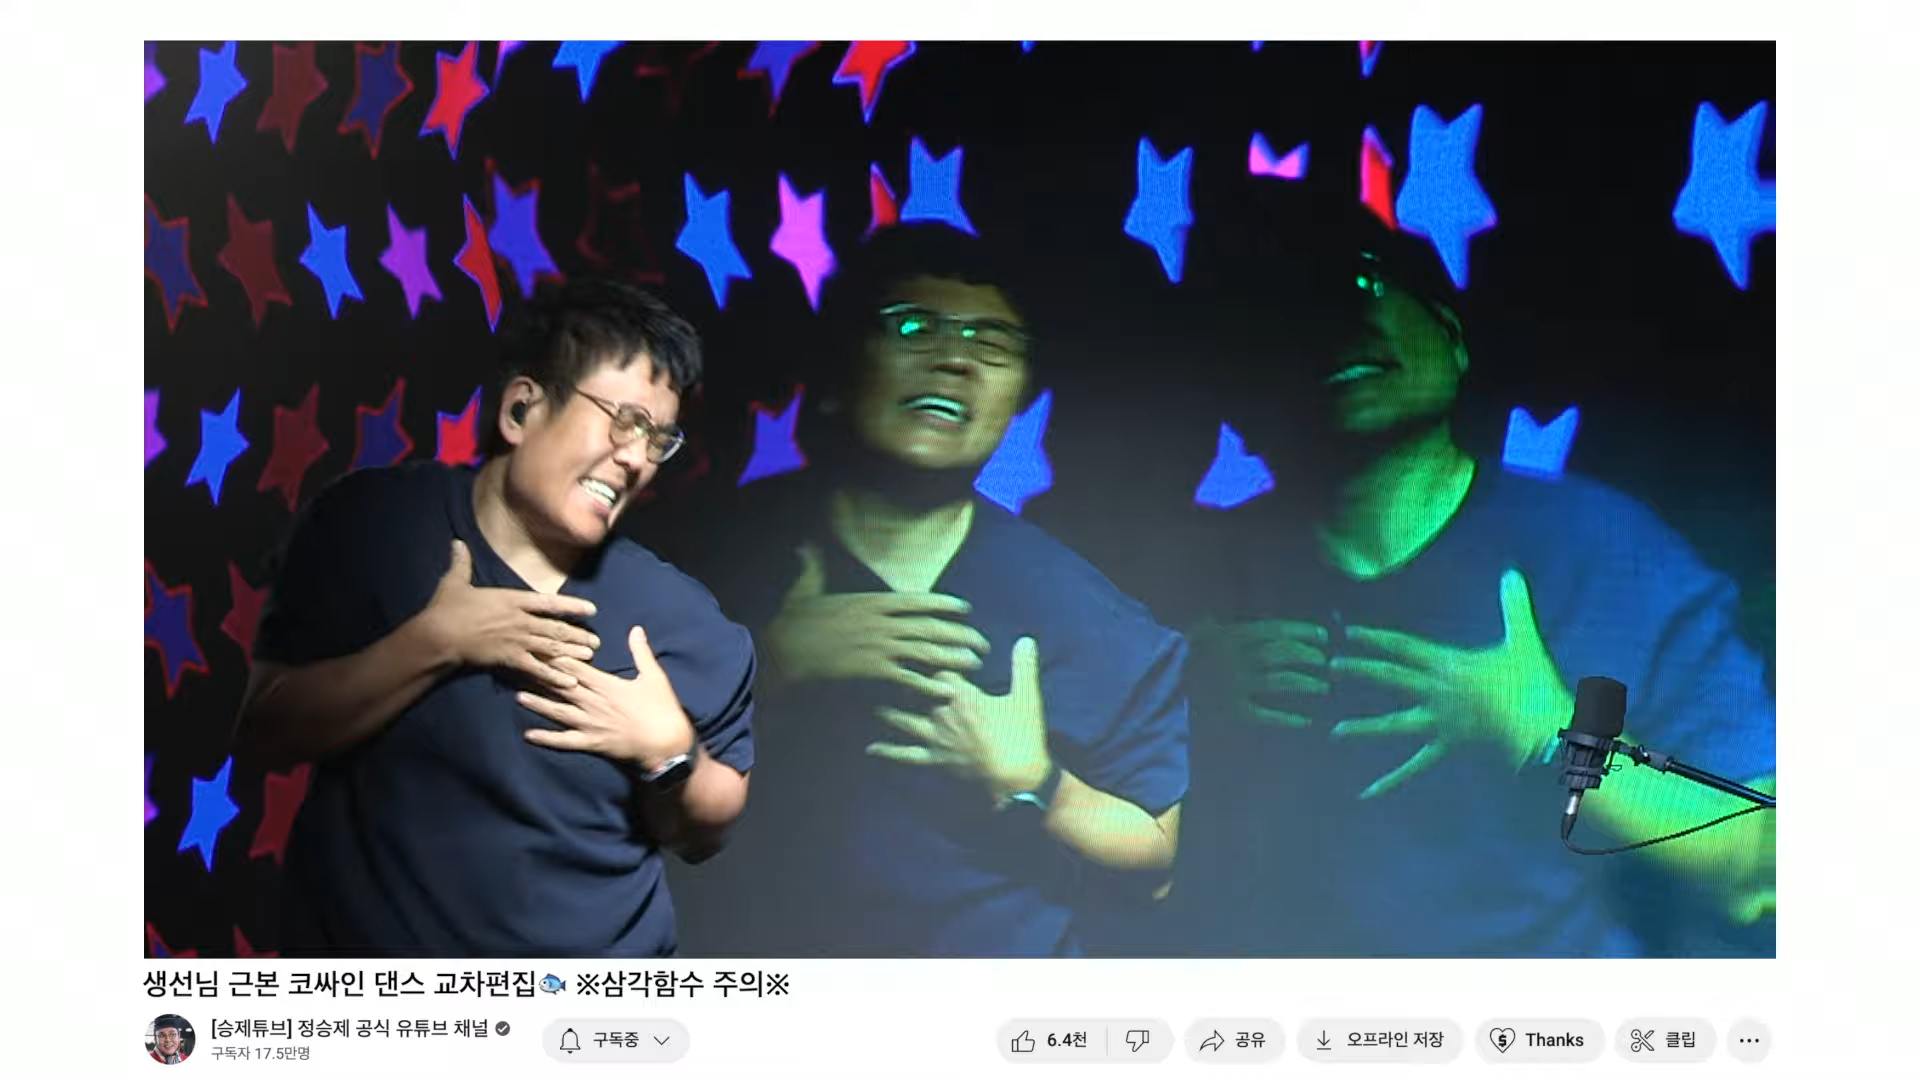 생선님 근본 코싸인 댄스 교차편집🐟 ※삼각함수 주의※
[승제튜브] 정승제 공식 유튜브 채널
구독자 17.5만명
구독중
6.4천
공유
오프라인 저장
Thanks
클립